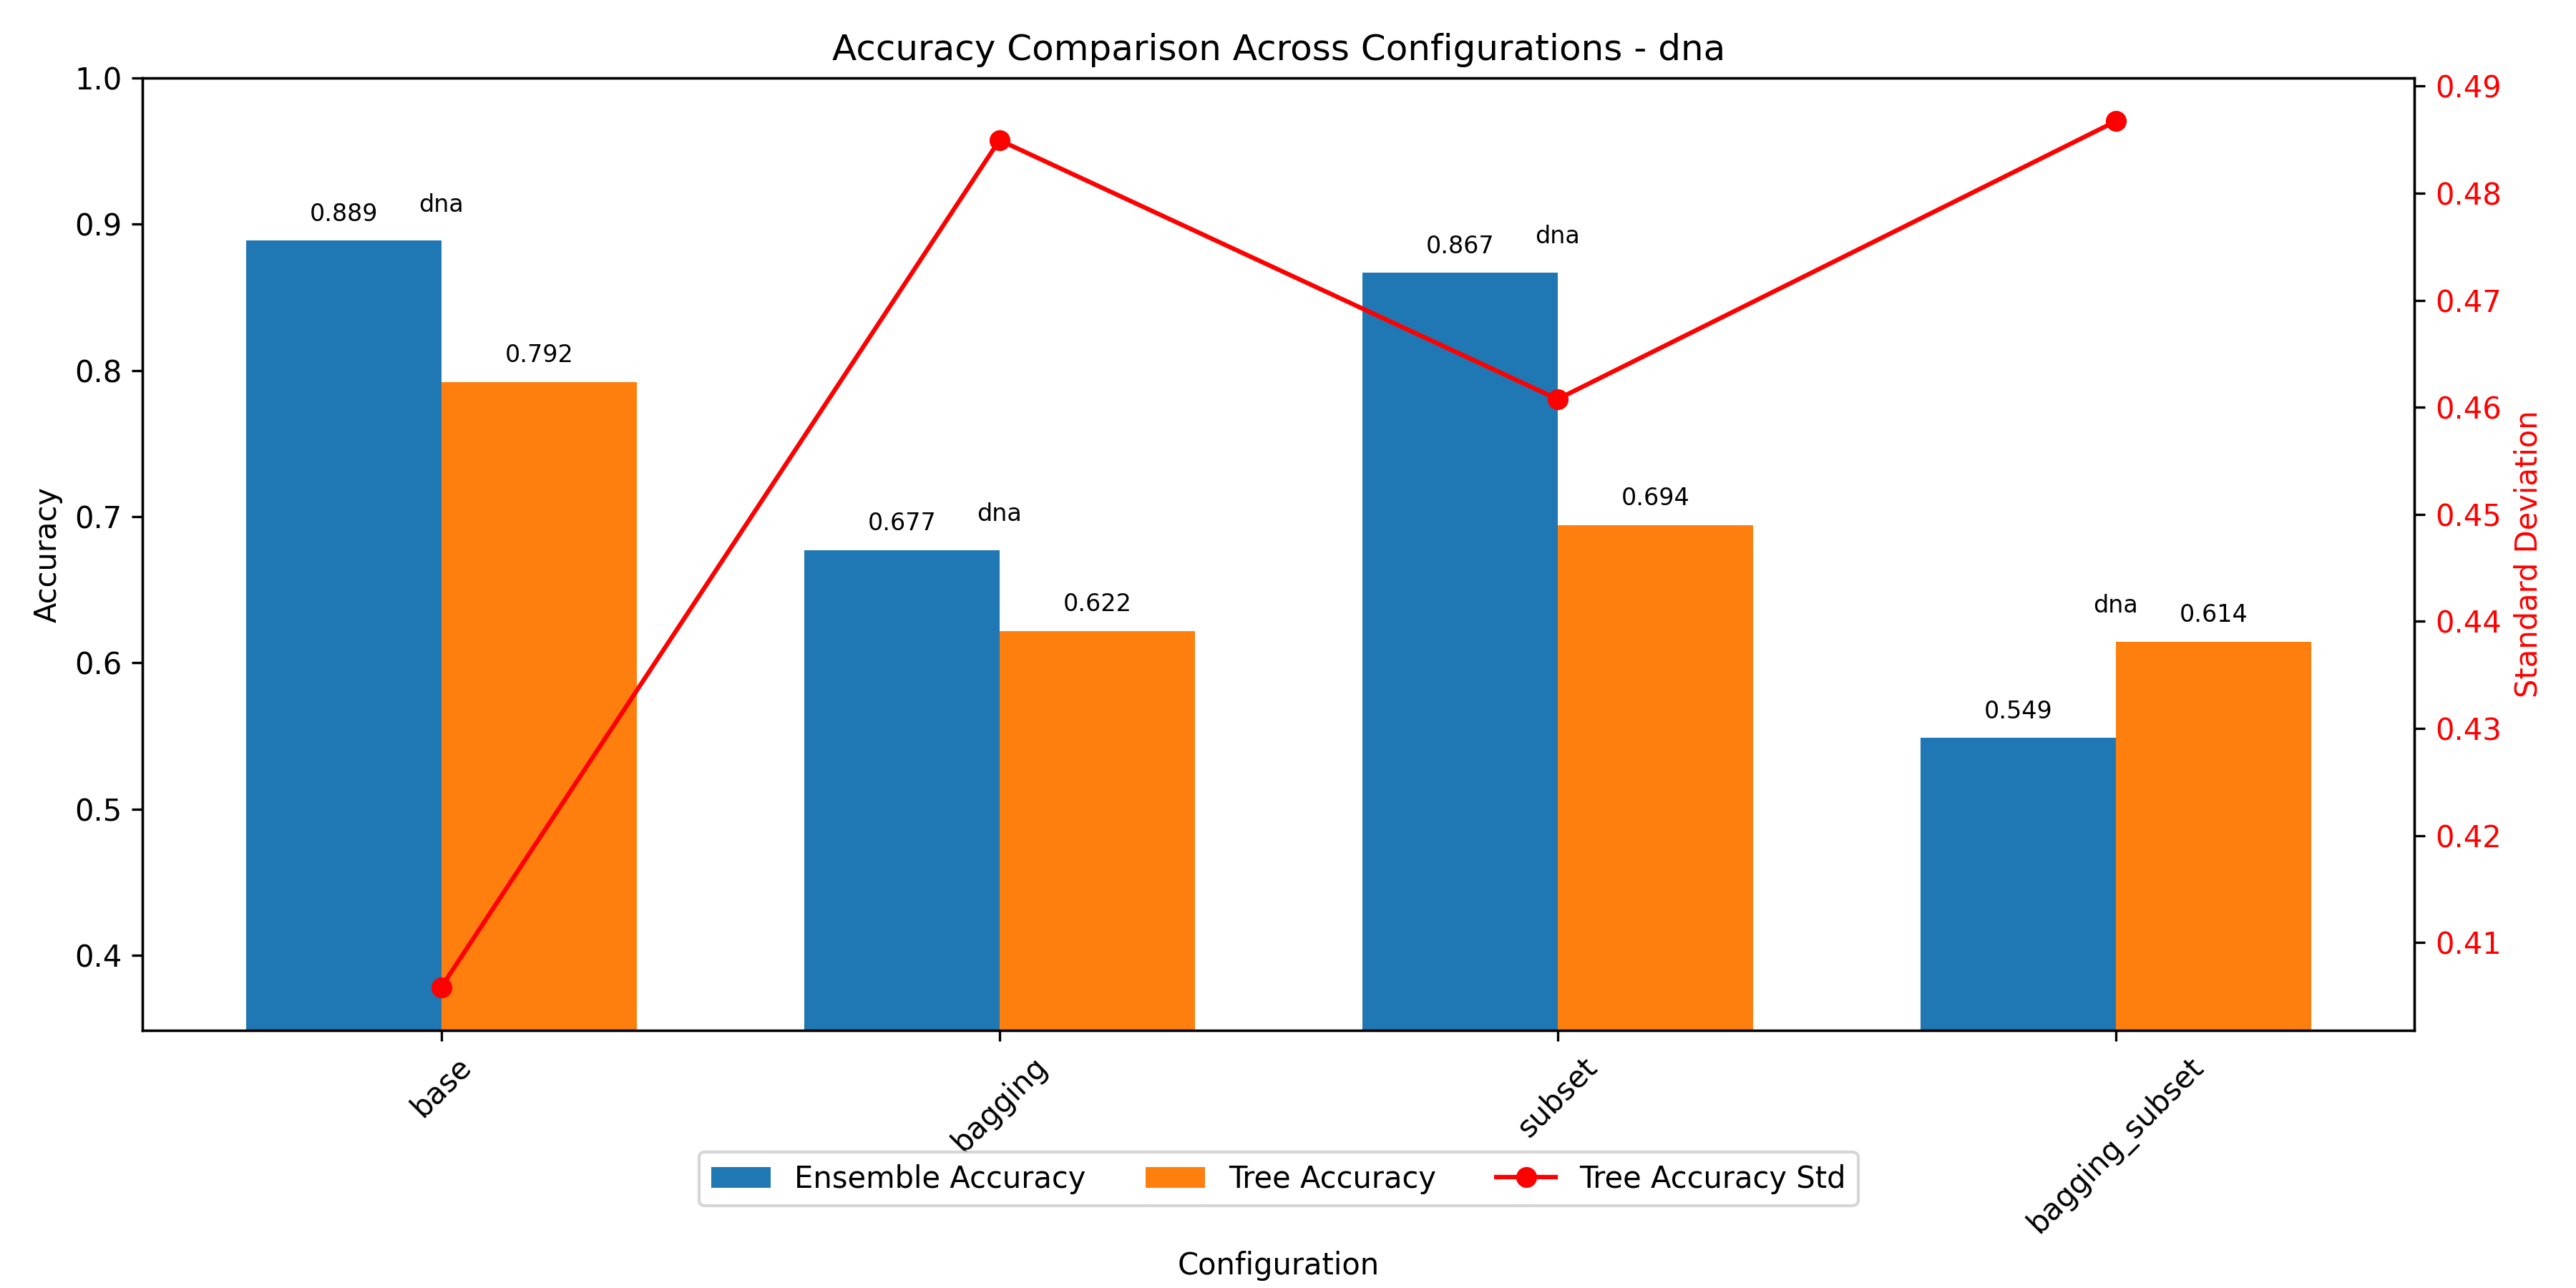 Accuracy Comparison Across Configurations - dna
1.0
0.9
0.8
0.7
0.6
0.5
0.4
Accuracy
0.889
dna
0.792
0.677
dna
0.622
0.867
dna
0.694
0.549
dna
0.614
0.49
0.48
0.47
0.46
0.45
0.44
0.43
0.42
0.41
Standard Deviation
base
bagging
subset
bagging_subset
Ensemble Accuracy
Tree Accuracy
Tree Accuracy Std
Configuration